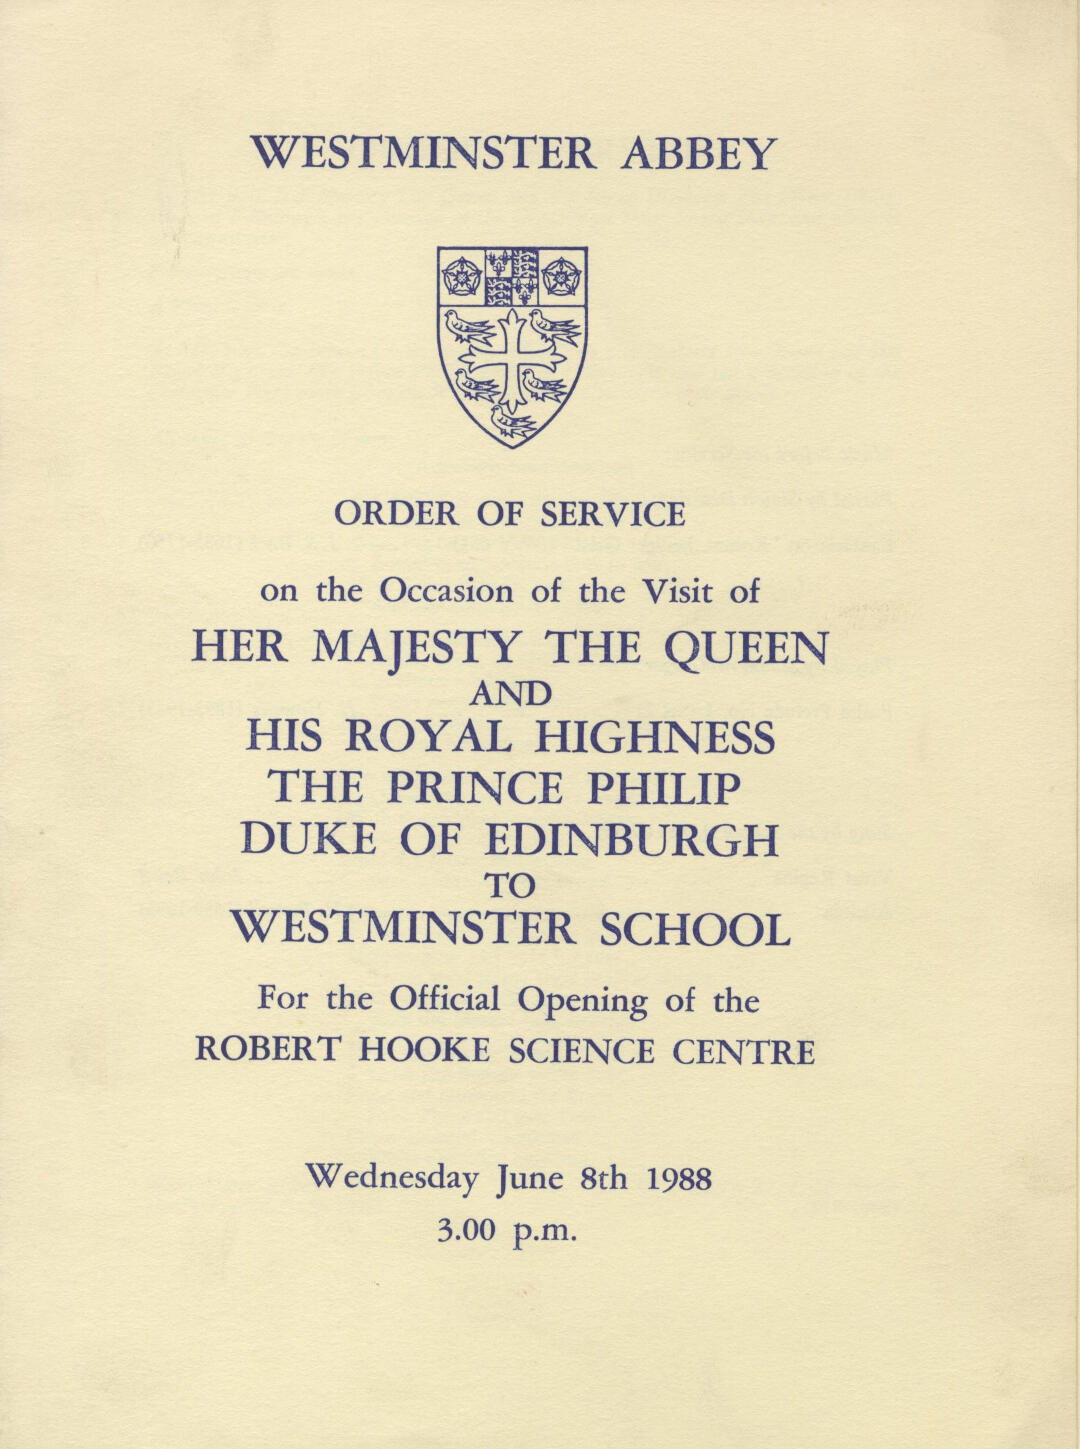 WESTMINSTER ABBEY
ORDER OF SERVICE
on the Occasion of the Visit of
HER MAJESTY THE QUEEN
AND
HIS ROYAL HIGHNESS
THE PRINCE PHILIP
DUKE OF EDINBURGH
TO
WESTMINSTER SCHOOL
For the Official Opening of the
ROBERT HOOKE SCIENCE CENTRE
Wednesday June 8th 1988
3.00 p.m.